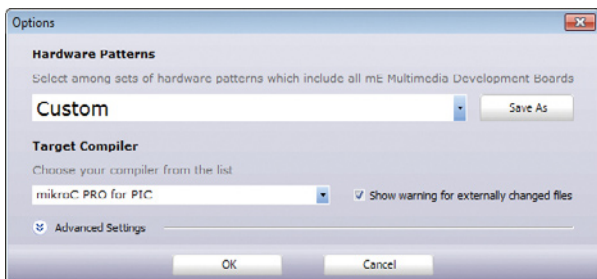 Options
Hardware Patterns
Select among sets of hardware patterns which include all mE Multimedia Development Boards
Custom
Save As
Target Compiler
Choose your compiler from the list
mikroC PRO for PIC
Show warning for externally changed files
Advanced Settings
OK
Cancel